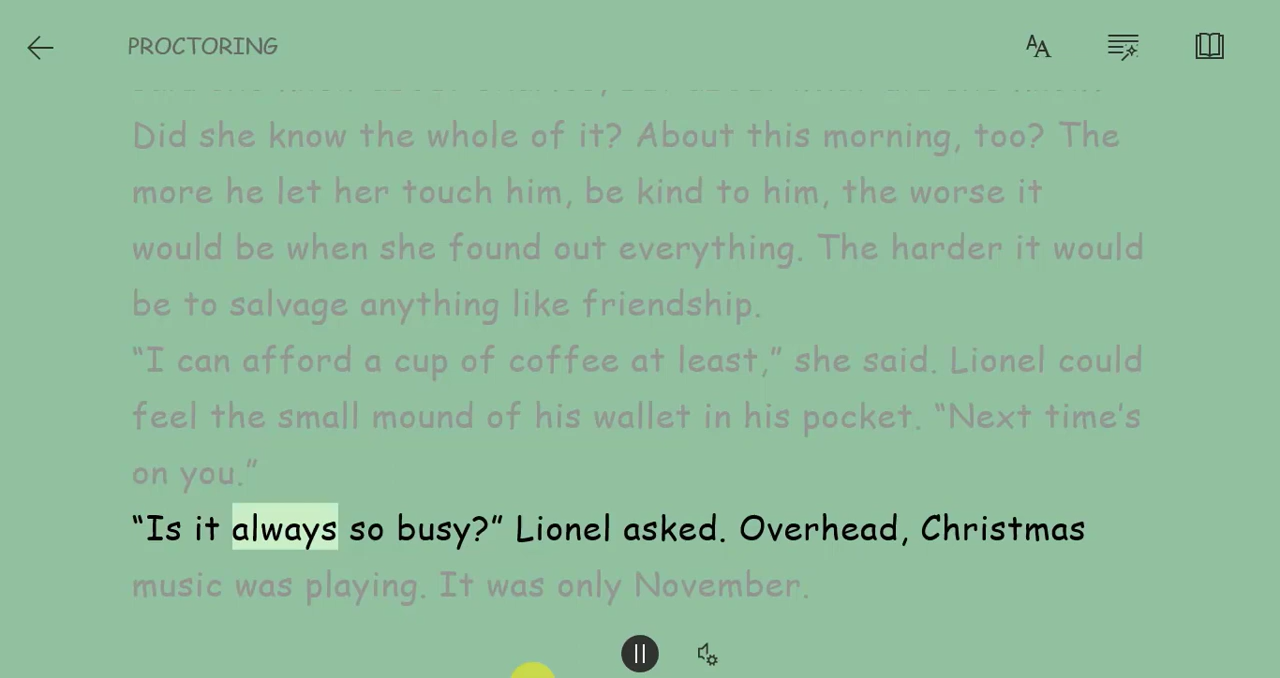 PROCTORING
Did she know the whole of it? About this morning, too? The
more he let her touch him, be kind to him, the worse it
would be when she found out everything. The harder it would
be to salvage anything like friendship.
“I can afford a cup of coffee at least,” she said. Lionel could
feel the small mound of his wallet in his pocket. “Next time’s
on you.”
“Is it always so busy?” Lionel asked. Overhead, Christmas
music was playing. It was only November.